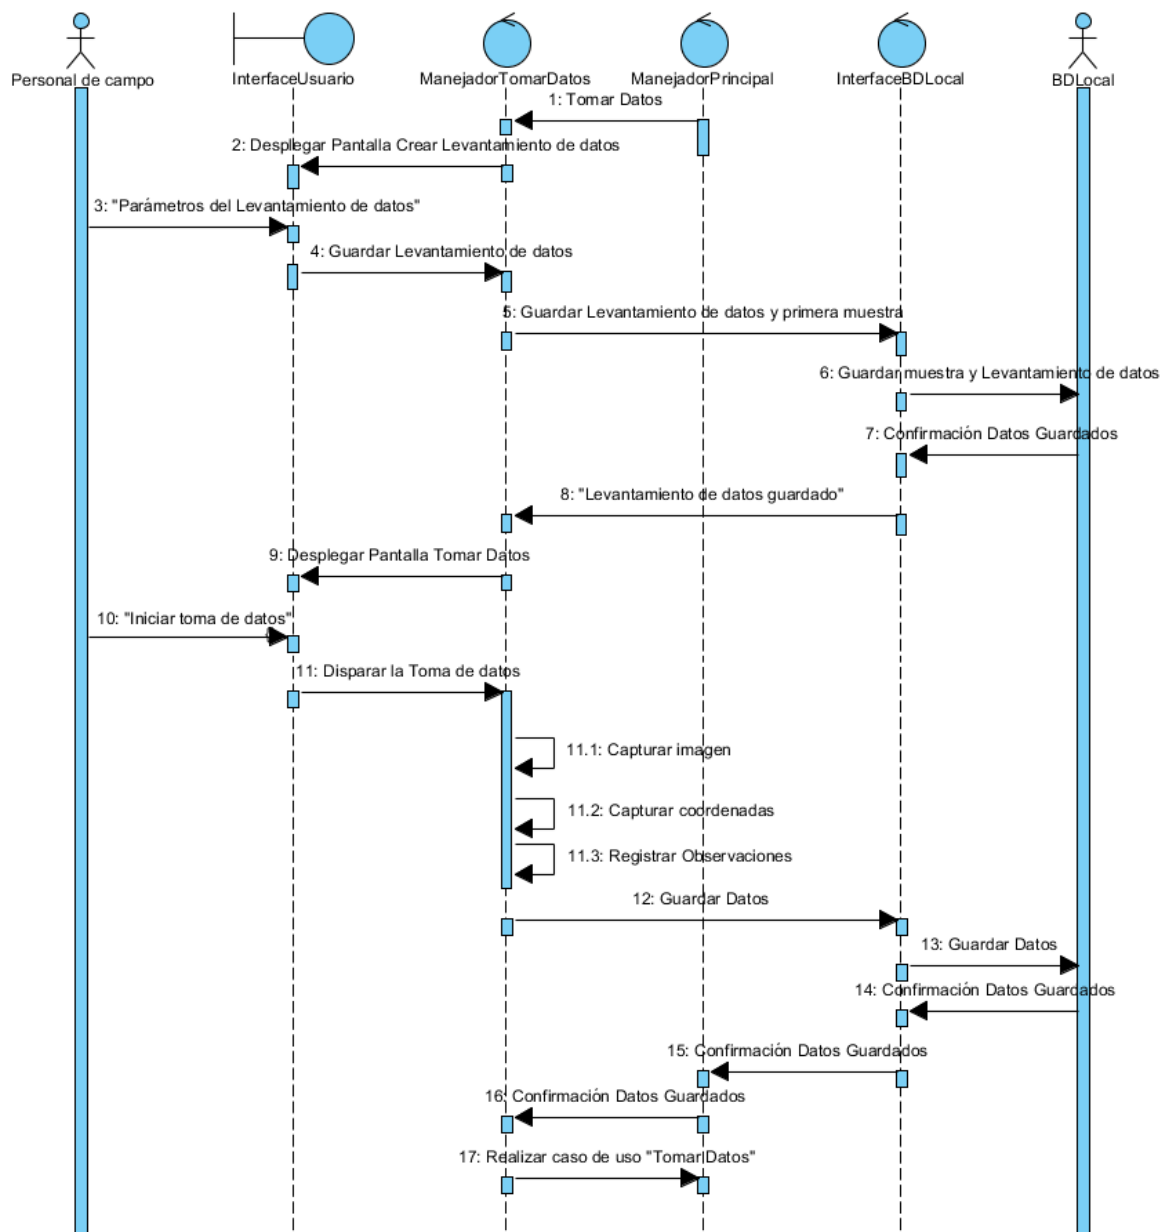 Personal de campo
InterfaceUsuario
ManejadorTomarDatos
ManejadorPrincipal
InterfaceBDLocal
BDLocal
1: Tomar Datos
2: Desplegar Pantalla Crear Levantamiento de datos
3: "Parámetros del Levantamiento de datos"
4: Guardar Levantamiento de datos
5: Guardar Levantamiento de datos y primera muestra
6: Guardar muestra y Levantamiento de datos
7: Confirmación Datos Guardados
8: "Levantamiento de datos guardado"
9: Desplegar Pantalla Tomar Datos
10: "Iniciar toma de datos"
11: Disparar la Toma de datos
11.1: Capturar imagen
11.2: Capturar coordenadas
11.3: Registrar Observaciones
12: Guardar Datos
13: Guardar Datos
14: Confirmación Datos Guardados
15: Confirmación Datos Guardados
16: Confirmación Datos Guardados
17: Realizar caso de uso "Tomar Datos"